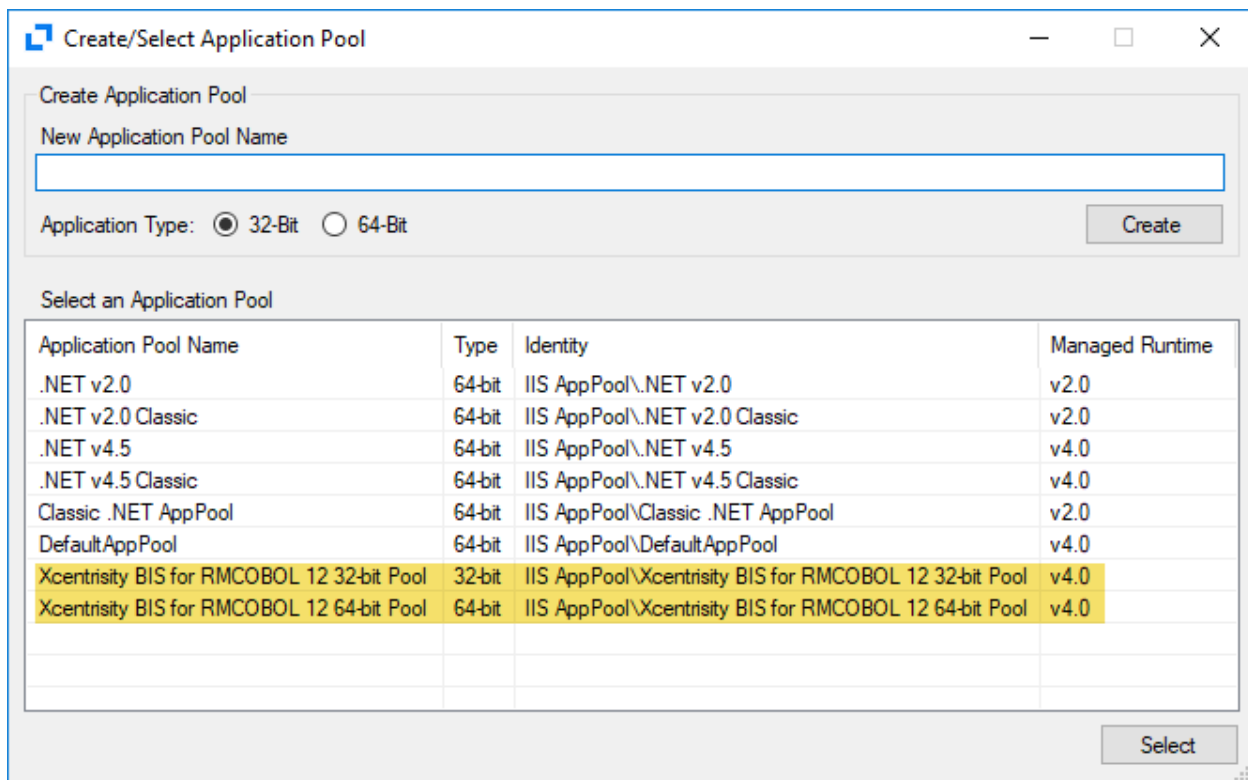 Create/Select Application Pool
Create Application Pool
New Application Pool Name
Application Type: 32-Bit 64-Bit Create
Select an Application Pool
Application Pool Name Type Identity Managed Runtime
.NET v2.0 64-bit IIS AppPool\.NET v2.0 v2.0
.NET v2.0 Classic 64-bit IIS AppPool\.NET v2.0 Classic v2.0
.NET v4.5 64-bit IIS AppPool\.NET v4.5 v4.0
.NET v4.5 Classic 64-bit IIS AppPool\.NET v4.5 Classic v4.0
Classic .NET AppPool 64-bit IIS AppPool\Classic .NET AppPool v2.0
DefaultAppPool 64-bit IIS AppPool\DefaultAppPool v4.0
Xcentrisity BIS for RMCOBOL 12 32-bit Pool 32-bit IIS AppPool\Xcentrisity BIS for RMCOBOL 12 32-bit Pool v4.0
Xcentrisity BIS for RMCOBOL 12 64-bit Pool 64-bit IIS AppPool\Xcentrisity BIS for RMCOBOL 12 64-bit Pool v4.0
Select